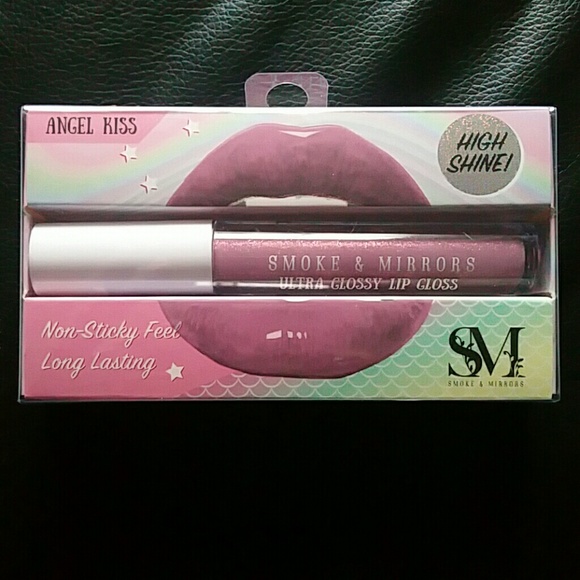 ANGEL KISS
HIGH
SHINE!
SMOKE & MIRRORS
ULTRA GLOSSY LIP GLOSS
Non-Sticky Feel
Long Lasting
SM
SMOKE & MIRRORS